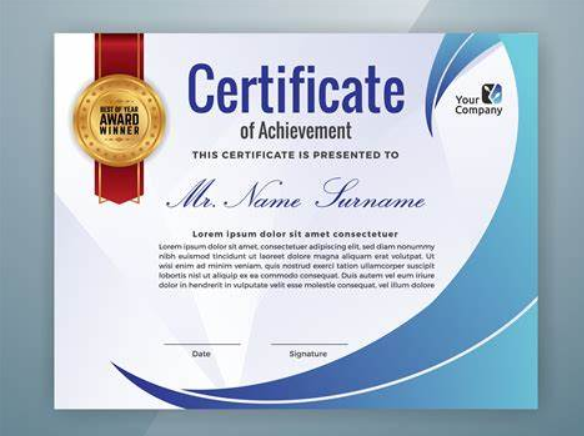 BEST OF YEAR
AWARD
WINNER
Certificate
of Achievement
Your
Company
THIS CERTIFICATE IS PRESENTED TO
Mr. Name Surname
Lorem ipsum dolor sit amet consectetuer
Lorem ipsum dolor sit amet, consectetuer adipiscing elit, sed diam nonummy
nibh euismod tincidunt ut laoreet dolore magna aliquam erat volutpat. Ut
wisi enim ad minim veniam, quis nostrud exerci tation ullamcorper suscipit
lobortis nisl ut aliquip ex ea commodo consequat. Duis autem vel eum iriure
dolor in hendrerit in vulputate velit esse molestie consequat, vel illum dolore
Date
Signature